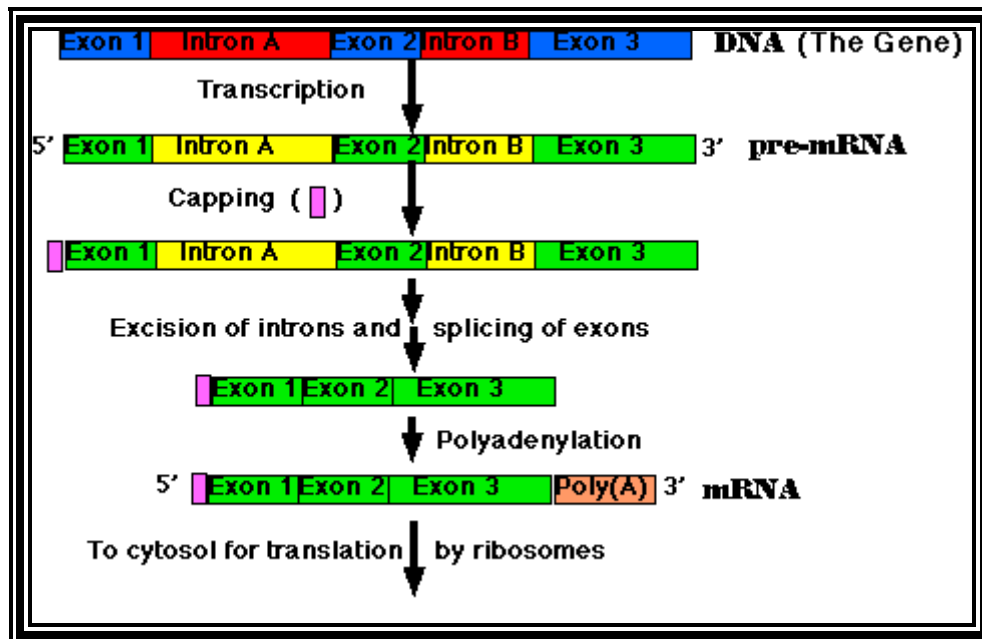 Exon 1 Intron A Exon 2 Intron B Exon 3 DNA (The Gene)
Transcription
5' Exon 1 Intron A Exon 2 Intron B Exon 3 3' pre-mRNA
Capping ( )
Exon 1 Intron A Exon 2 Intron B Exon 3
Excision of introns and splicing of exons
Exon 1 Exon 2 Exon 3
Polyadenylation
5' Exon 1 Exon 2 Exon 3 Poly(A) 3' mRNA
To cytosol for translation by ribosomes